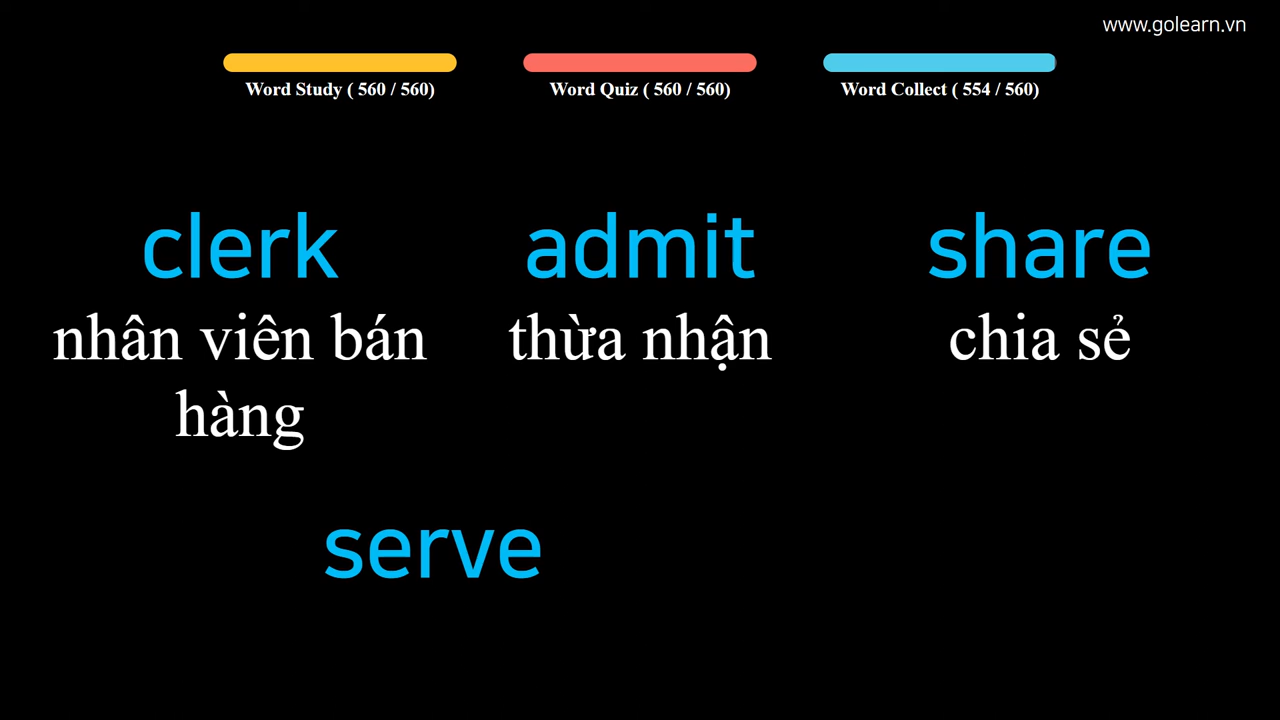 www.golearn.vn
Word Study ( 560 / 560)
Word Quiz ( 560 / 560)
Word Collect ( 554 / 560)
clerk
nhân viên bán
hàng
admit
thừa nhận
share
chia sẻ
serve